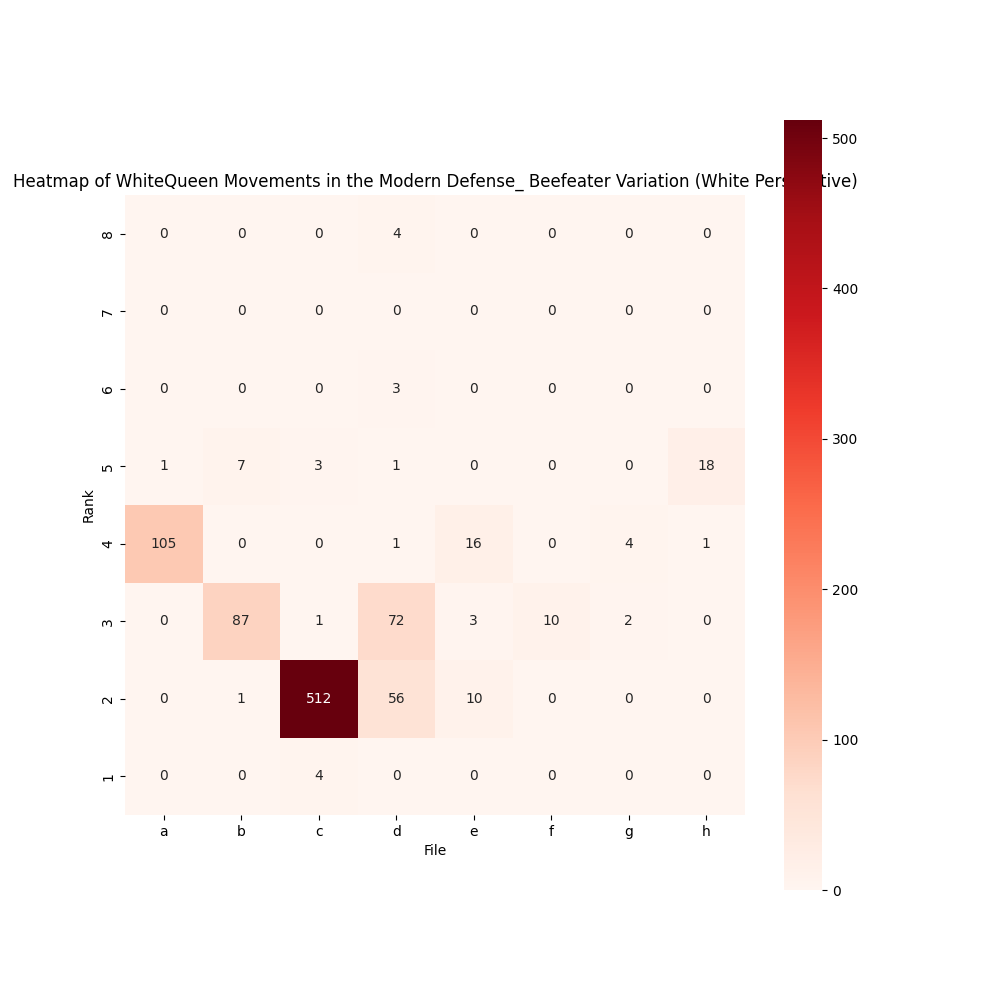 Heatmap of WhiteQueen Movements in the Modern Defense_ Beefeater Variation (White Pers tive)
500
400
300
200
100
0
Rank
8 0 0 0 4 0 0 0 0
7 0 0 0 0 0 0 0 0
6 0 0 0 3 0 0 0 0
5 1 7 3 1 0 0 0 18
4 105 0 0 1 16 0 4 1
3 0 87 1 72 3 10 2 0
2 0 1 512 56 10 0 0 0
1 0 0 4 0 0 0 0 0
a b c d e f g h
File